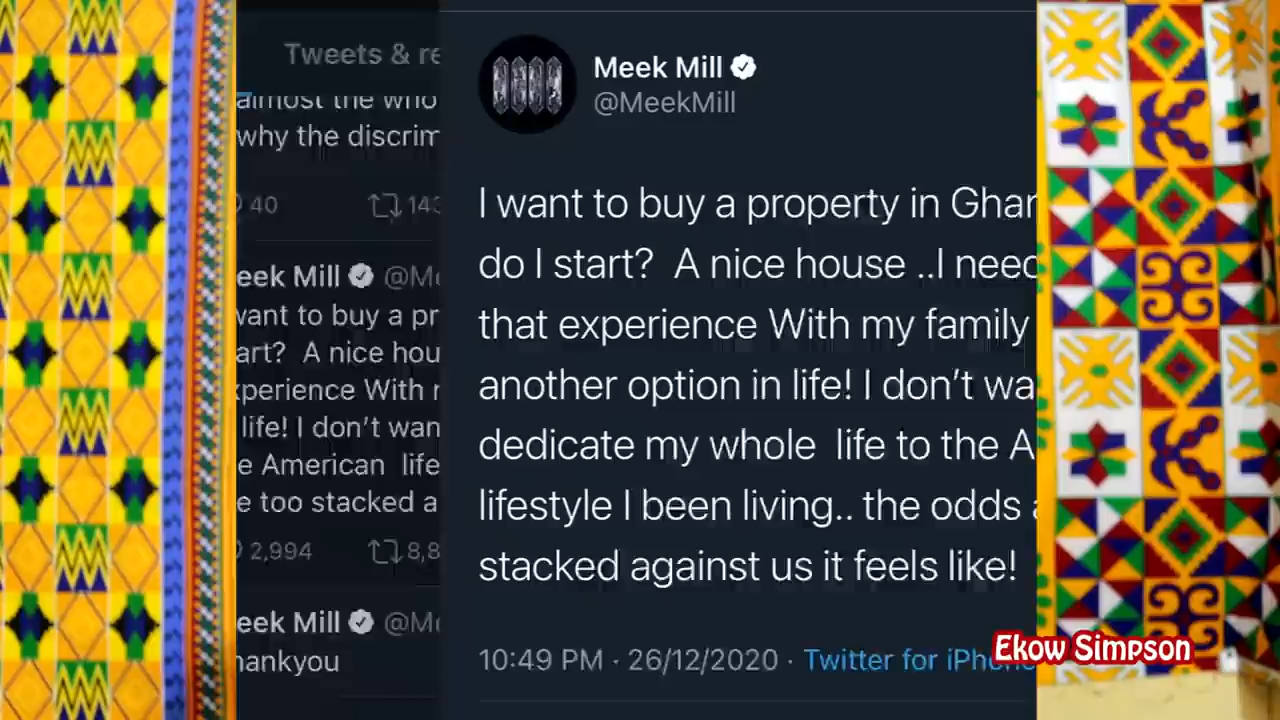 Tweets & re
almost the who
why the discrim
40
143
eek Mill @Me
want to buy a pr
art? A nice hou
xperience With
life! I don't wan
e American life
e too stacked a
2,994
8,8
eek Mill @Me
hankyou
Meek Mill
@MeekMill
I want to buy a property in Ghan
do I start? A nice house ..I need
that experience With my family
another option in life! I don't wa
dedicate my whole life to the A
lifestyle I been living.. the odds a
stacked against us it feels like!
10:49 PM · 26/12/2020 · Twitter for iPhone
Ekow Simpson